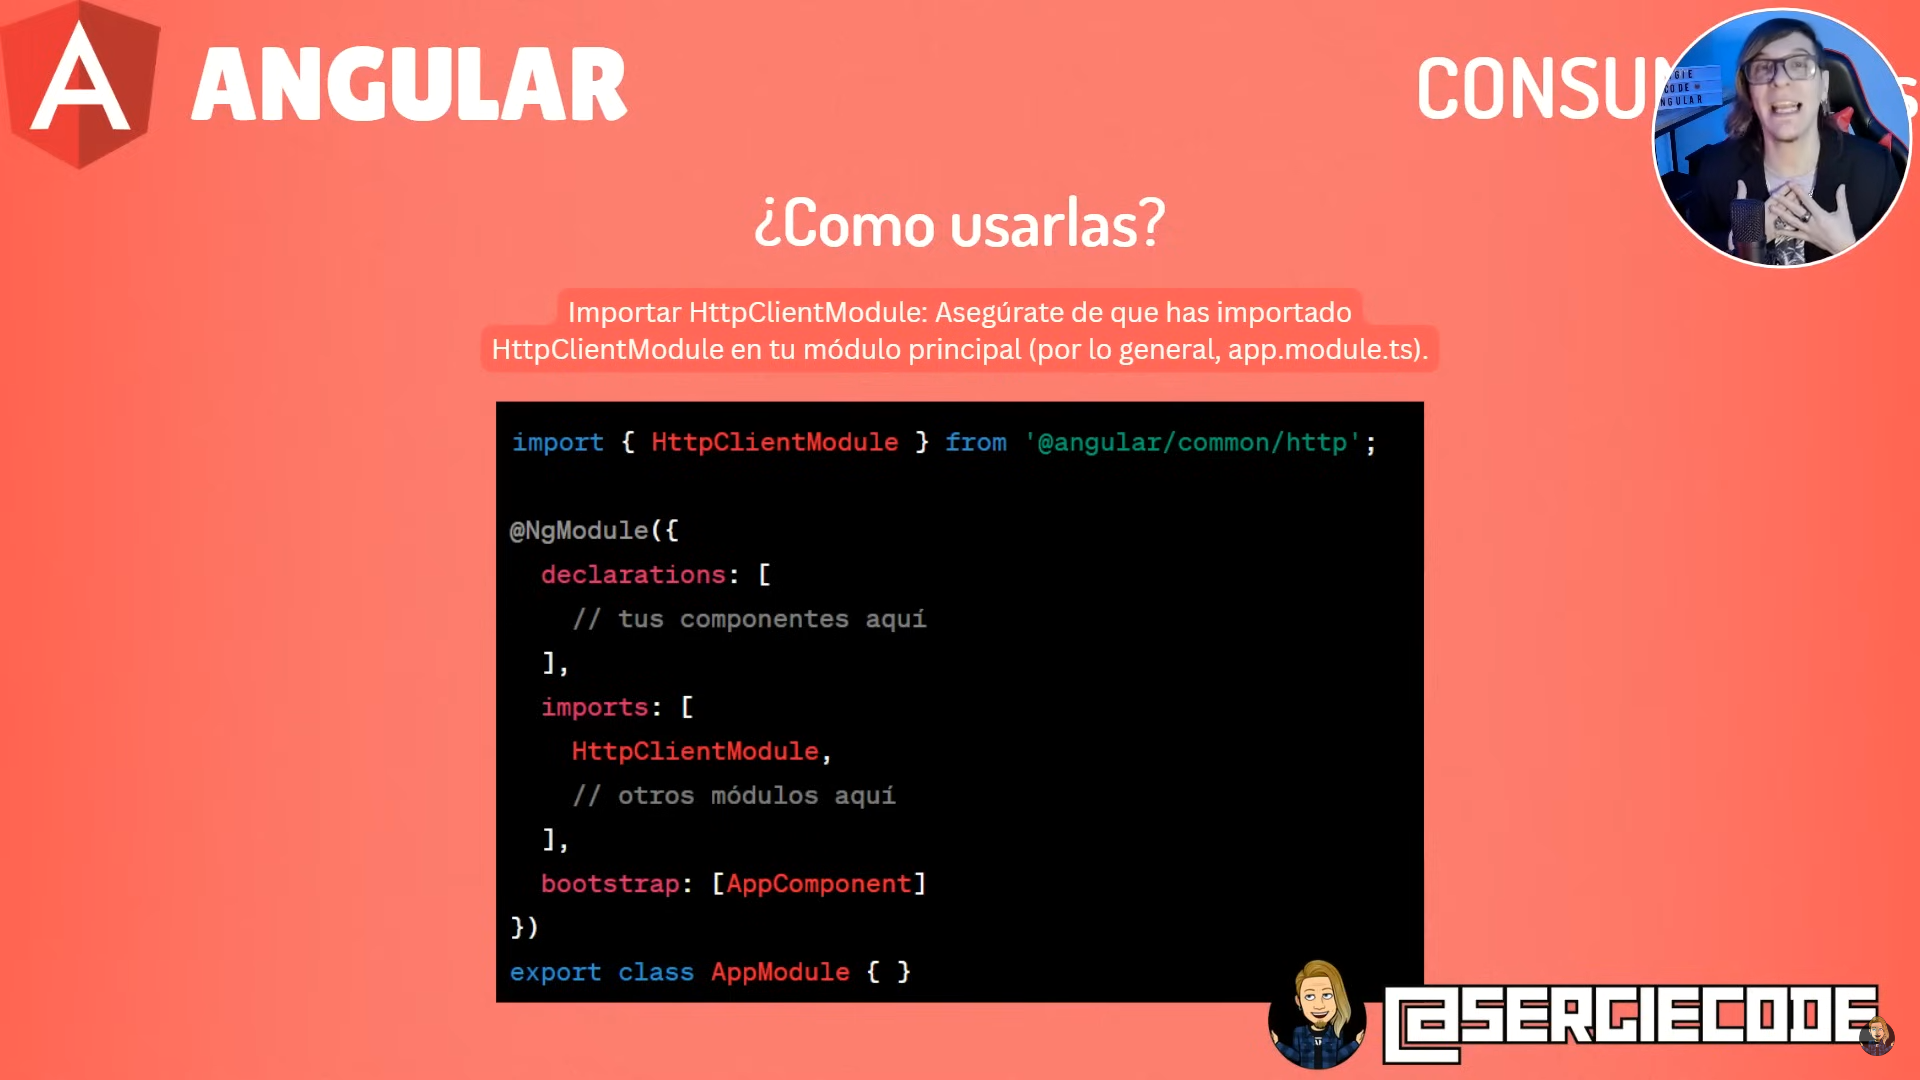 ANGULAR
CONSU
¿Como usarlas?
Importar HttpClientModule: Asegúrate de que has importado
HttpClientModule en tu módulo principal (por lo general, app.module.ts).
import { HttpClientModule } from '@angular/common/http';
@NgModule({
declarations: [
// tus componentes aquí
],
imports: [
HttpClientModule,
// otros módulos aquí
],
bootstrap: [AppComponent]
})
export class AppModule { }
@SERGIECODE